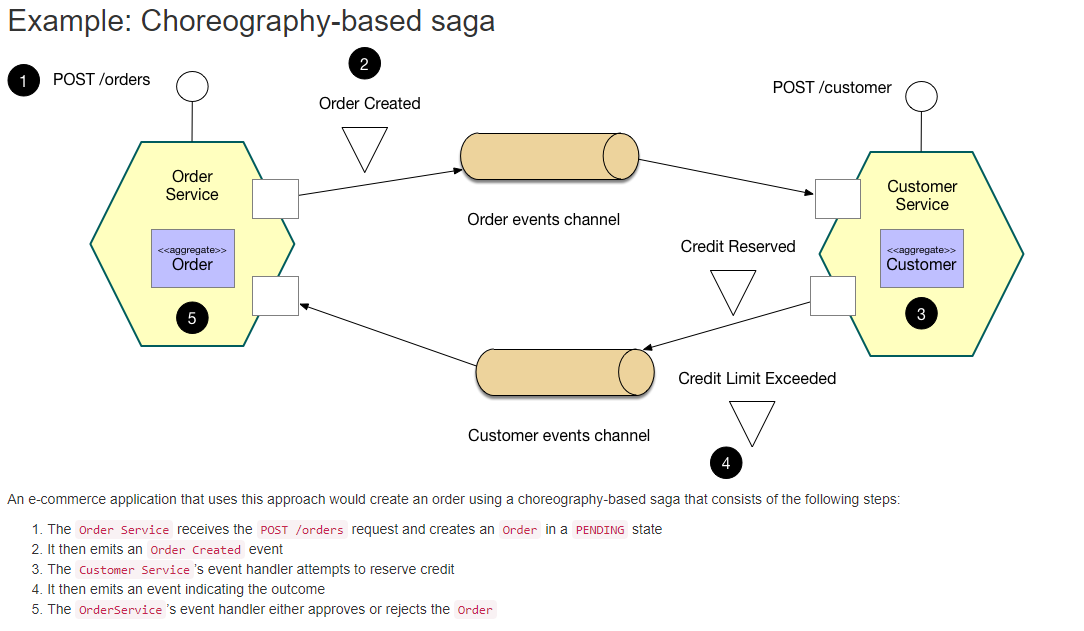 Example: Choreography-based saga
1 POST /orders
2
Order Created
POST /customer
Order
Service
<<aggregate>>
Order
5
Order events channel
Customer
Service
<<aggregate>>
Customer
3
Credit Reserved
Credit Limit Exceeded
4
Customer events channel
An e-commerce application that uses this approach would create an order using a choreography-based saga that consists of the following steps:
1. The Order Service receives the POST /orders request and creates an Order in a PENDING state
2. It then emits an Order Created event
3. The Customer Service 's event handler attempts to reserve credit
4. It then emits an event indicating the outcome
5. The OrderService 's event handler either approves or rejects the Order